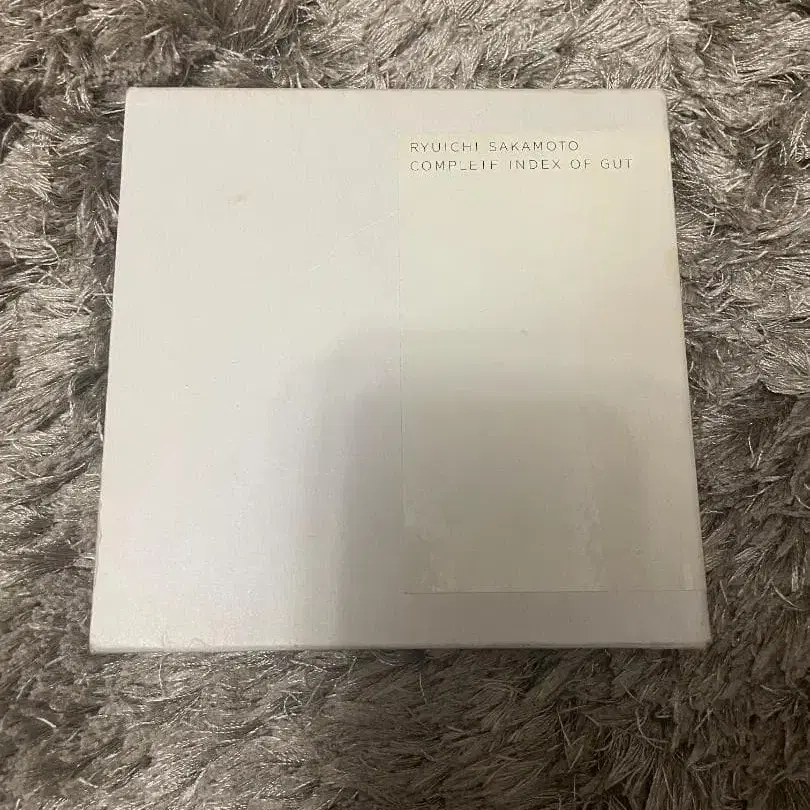 RYUICHI SAKAMOTO
COMPLETE INDEX OF GUT